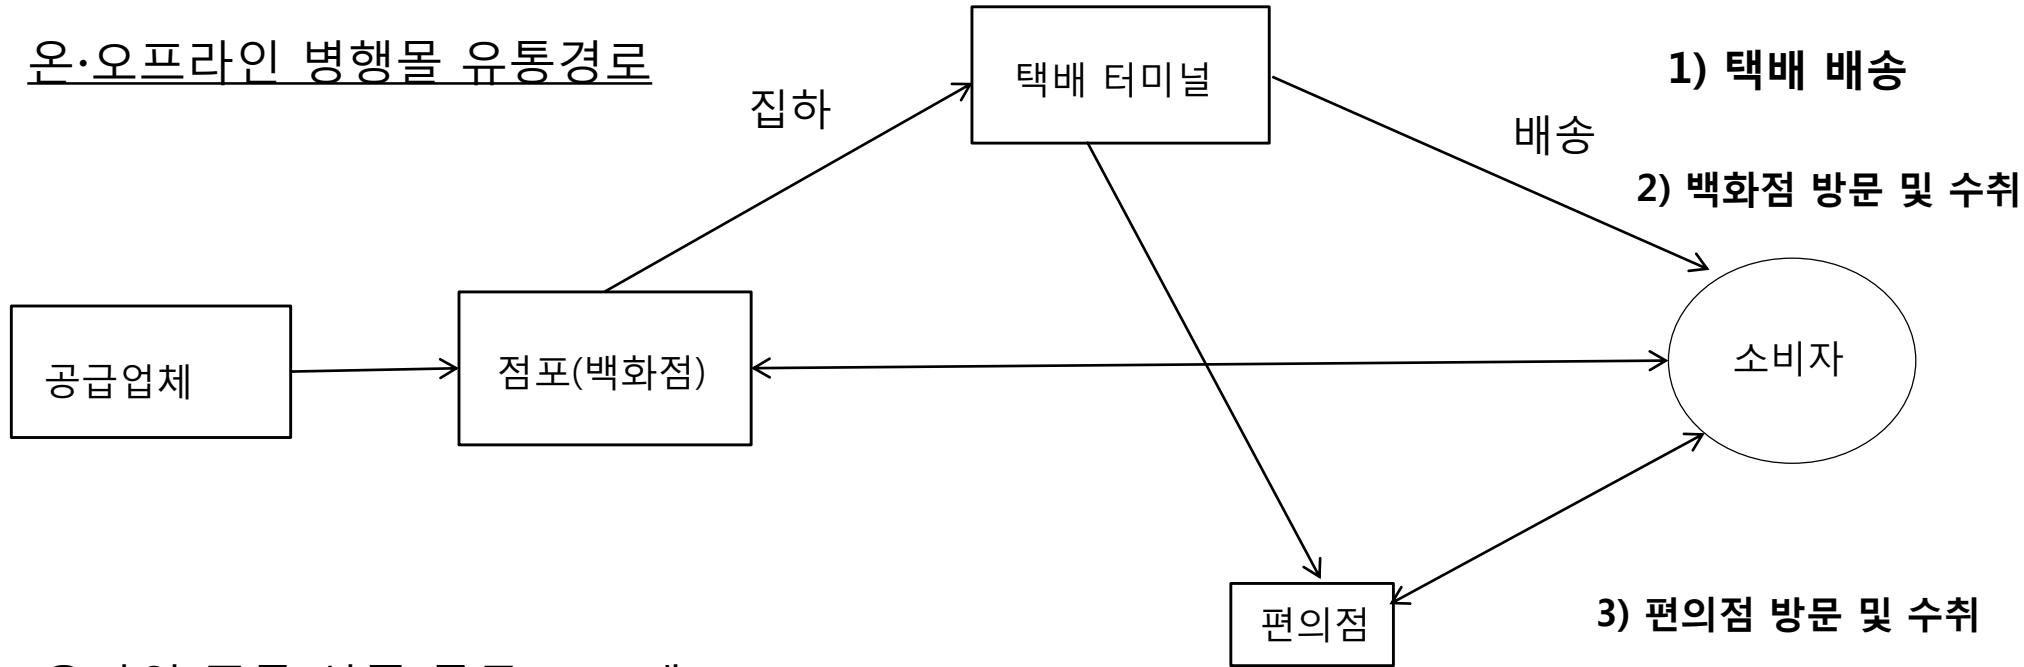 온·오프라인 병행몰 유통경로
택배 터미널
1) 택배 배송
집하
배송
2) 백화점 방문 및 수취
공급업체
점포(백화점)
소비자
편의점
3) 편의점 방문 및 수취